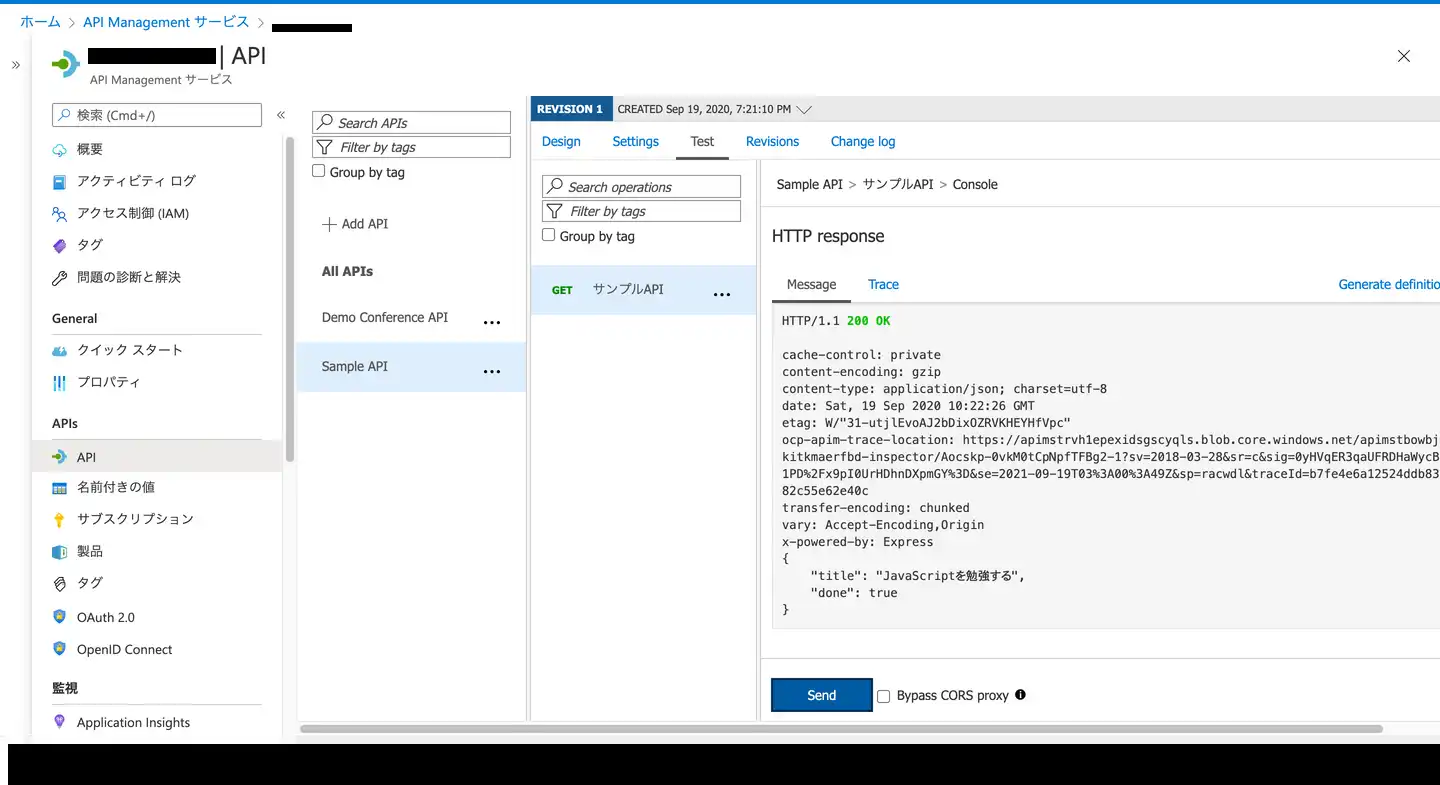 ホーム > API Management サービス >
| API
API Management サービス
検索 (Cmd+/)
概要
アクティビティ ログ
アクセス制御 (IAM)
タグ
問題の診断と解決
General
クイック スタート
プロパティ
APIs
API
名前付きの値
サブスクリプション
製品
タグ
OAuth 2.0
OpenID Connect
監視
Application Insights
Search APIs
Filter by tags
Group by tag
Add API
All APIs
Demo Conference API
Sample API
REVISION 1 CREATED Sep 19, 2020, 7:21:10 PM
Design Settings Test Revisions Change log
Search operations
Filter by tags
Group by tag
GET サンプルAPI
Sample API > サンプルAPI > Console
HTTP response
Message Trace Generate definitio
HTTP/1.1 200 OK
cache-control: private
content-encoding: gzip
content-type: application/json; charset=utf-8
date: Sat, 19 Sep 2020 10:22:26 GMT
etag: W/"31-utjlEvoAJ2bDixOZRVKHEYHfVpc"
ocp-apim-trace-location: https://apimstrvh1epexidsgscyqls.blob.core.windows.net/apimstbowbj
kitkmaerfbd-inspector/Aocskp-0vkM0tCpNpfTFBg2-1?sv=2018-03-28&sr=c&sig=0yHVqER3qaUFRDHaWycB
1PD%2Fx9pI0UrHDhnDXpmGY%3D&se=2021-09-19T03%3A00%3A49Z&sp=racwdl&traceId=b7fe4e6a12524ddb83
82c55e62e40c
transfer-encoding: chunked
vary: Accept-Encoding,Origin
x-powered-by: Express
{
"title": "JavaScriptを勉強する",
"done": true
}
Send Bypass CORS proxy